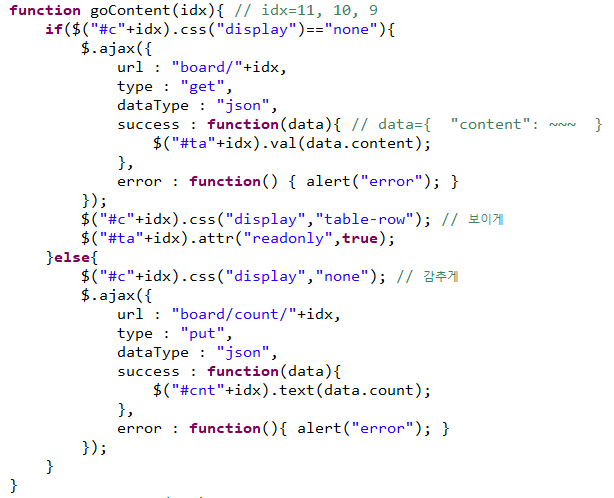 function goContent(idx){ // idx=11, 10, 9
    if($("#c"+idx).css("display")=="none"){
        $.ajax({
            url : "board/"+idx,
            type : "get",
            dataType : "json",
            success : function(data){ // data={  "content": ~~~  }
                $("#ta"+idx).val(data.content);
            },
            error : function() { alert("error"); }
        });
        $("#c"+idx).css("display","table-row"); // 보이게
        $("#ta"+idx).attr("readonly",true);
    }else{
        $("#c"+idx).css("display","none"); // 감추게
        $.ajax({
            url : "board/count/"+idx,
            type : "put",
            dataType : "json",
            success : function(data){
                $("#cnt"+idx).text(data.count);
            },
            error : function(){ alert("error"); }
        });
    }
}